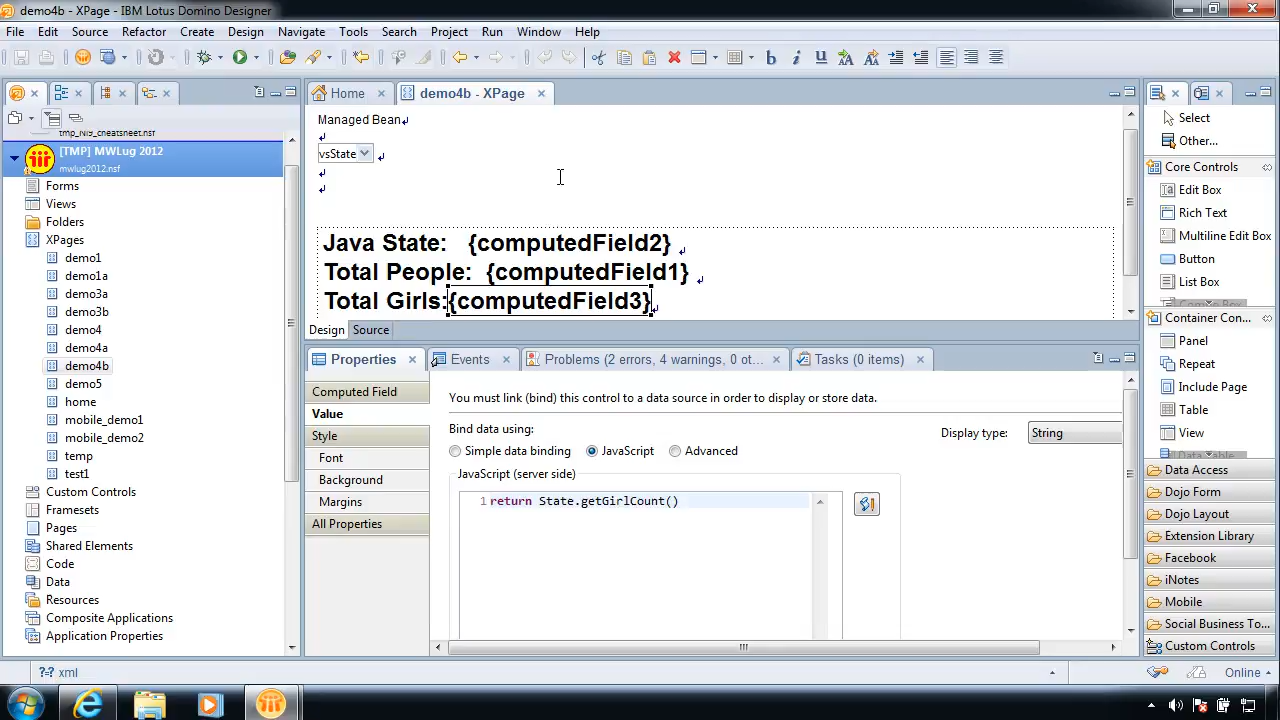 demo4b - XPage - IBM Lotus Domino Designer
File Edit Source Refactor Create Design Navigate Tools Search Project Run Window Help
Home
demo4b - XPage
tmp_NI9_cheatsheet.nsf
[TMP] MWLug 2012
mwlug2012.nsf
Forms
Views
Folders
XPages
demo1
demo1a
demo3a
demo3b
demo4
demo4a
demo4b
demo5
home
mobile_demo1
mobile_demo2
temp
test1
Custom Controls
Framesets
Pages
Shared Elements
Code
Data
Resources
Composite Applications
Application Properties
Managed Bean
vsState
Java State: {computedField2}
Total People: {computedField1}
Total Girls:{computedField3}
Design Source
Properties
Events
Problems (2 errors, 4 warnings, 0 ot...
Tasks (0 items)
Computed Field
Value
Style
Font
Background
Margins
All Properties
You must link (bind) this control to a data source in order to display or store data.
Bind data using:
Simple data binding
JavaScript
Advanced
Display type:
String
JavaScript (server side)
1 return State.getGirlCount()
Select
Other...
Core Controls
Edit Box
Rich Text
Multiline Edit Box
Button
List Box
Container Con...
Panel
Repeat
Include Page
Table
View
Data Access
Dojo Form
Dojo Layout
Extension Library
Facebook
iNotes
Mobile
Social Business To...
Custom Controls
?-? xml
Online